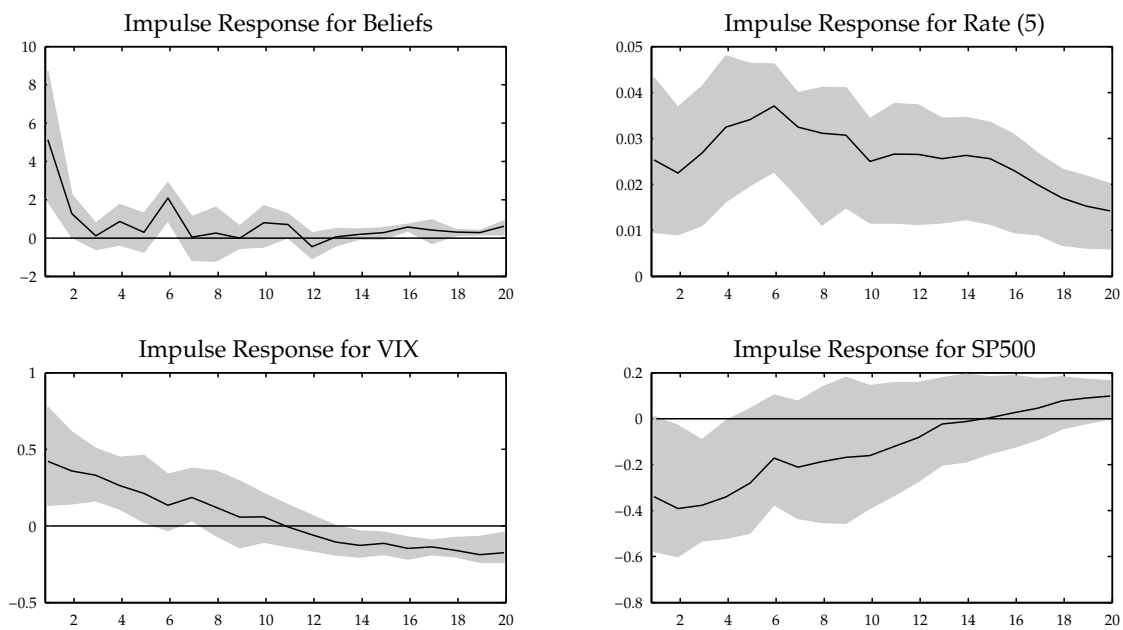 Impulse Response for Beliefs
10
8
6
4
2
0
−2
2 4 6 8 10 12 14 16 18 20
Impulse Response for Rate (5)
0.05
0.04
0.03
0.02
0.01
0
2 4 6 8 10 12 14 16 18 20
Impulse Response for VIX
1
0.5
0
−0.5
2 4 6 8 10 12 14 16 18 20
Impulse Response for SP500
0.2
0
−0.2
−0.4
−0.6
−0.8
2 4 6 8 10 12 14 16 18 20